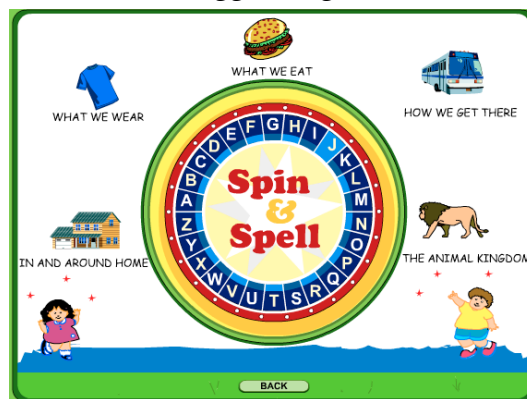 WHAT WE EAT
WHAT WE WEAR
HOW WE GET THERE
A B C D E F G H I J K L M N O P Q R S T U V W X Y Z
Spin
&
Spell
IN AND AROUND HOME
THE ANIMAL KINGDOM
BACK